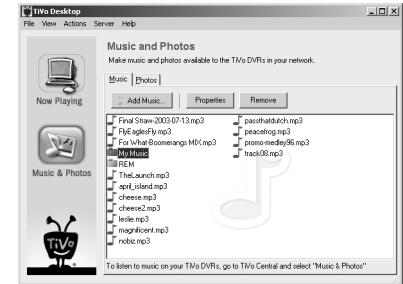 TiVo Desktop
File View Actions Server Help
Music and Photos
Make music and photos available to the TiVo DVRs in your network.
Music Photos
Add Music... Properties Remove
Now Playing
Music & Photos
TiVo
Final Straw-2003-07-13.mp3
FlyEaglesFly.mp3
For What-Boomerangs MIX.mp3
My Music
REM
TheLaunch.mp3
april_island.mp3
cheese.mp3
cheese2.mp3
leslie.mp3
magnificent.mp3
nobiz.mp3
passthatdutch.mp3
peacefrog.mp3
promo-medley96.mp3
track08.mp3
To listen to music on your TiVo DVRs, go to TiVo Central and select "Music & Photos"